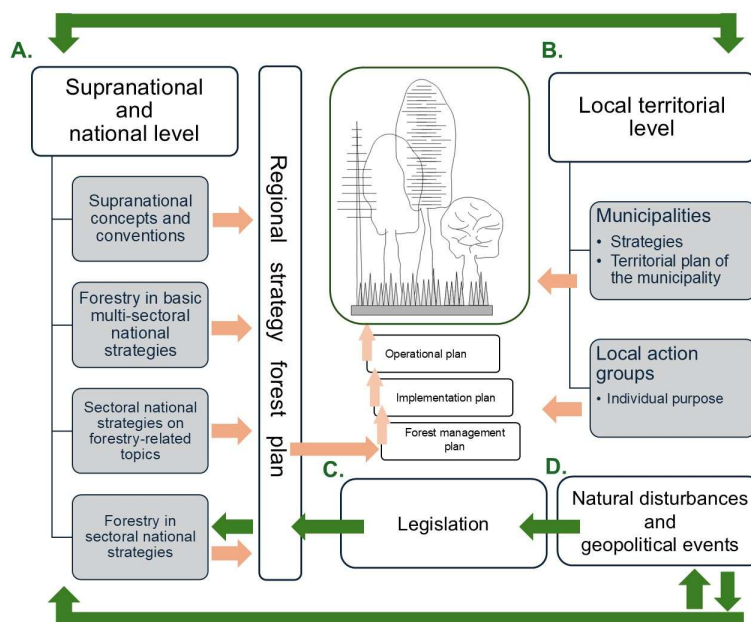 A.
Supranational
and
national level
Supranational
concepts and
conventions
Forestry in basic
multi-sectoral
national
strategies
Sectoral national
strategies on
forestry-related
topics
Forestry in
sectoral national
strategies
Regional strategy forest plan
Operational plan
Implementation plan
Forest management
plan
B.
Local territorial
level
Municipalities
• Strategies
• Territorial plan of
the municipality
Local action
groups
• Individual purpose
C.
Legislation
D.
Natural disturbances
and
geopolitical events